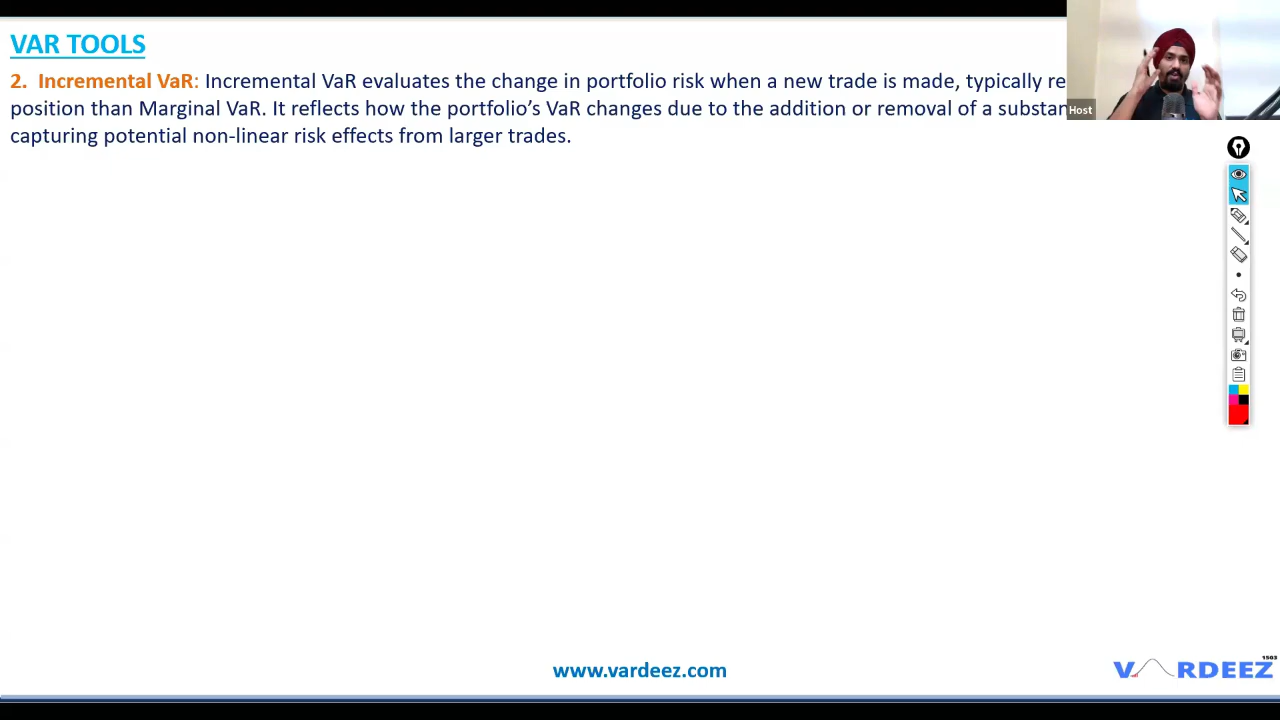 VAR TOOLS
2. Incremental VaR: Incremental VaR evaluates the change in portfolio risk when a new trade is made, typically
position than Marginal VaR. It reflects how the portfolio’s VaR changes due to the addition or removal of a
capturing potential non-linear risk effects from larger trades.
Host
www.vardeez.com
1503
VARDEEZ